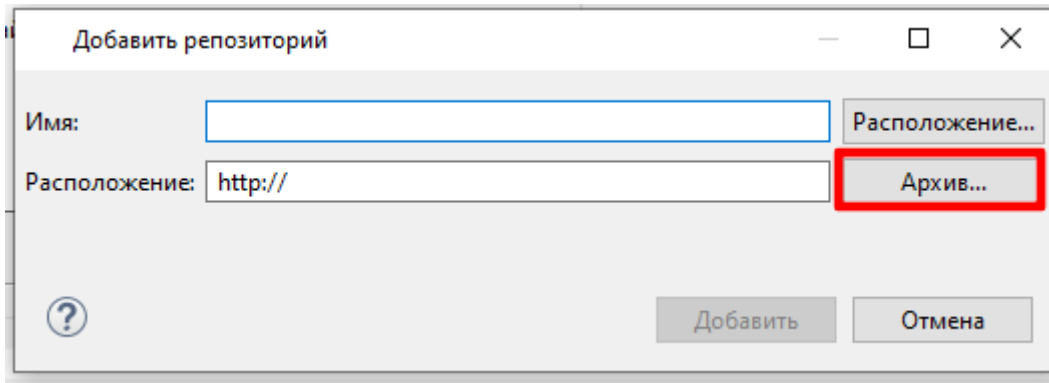 Добавить репозиторий
Имя:
Расположение...
Расположение: http://
Архив...
?
Добавить
Отмена